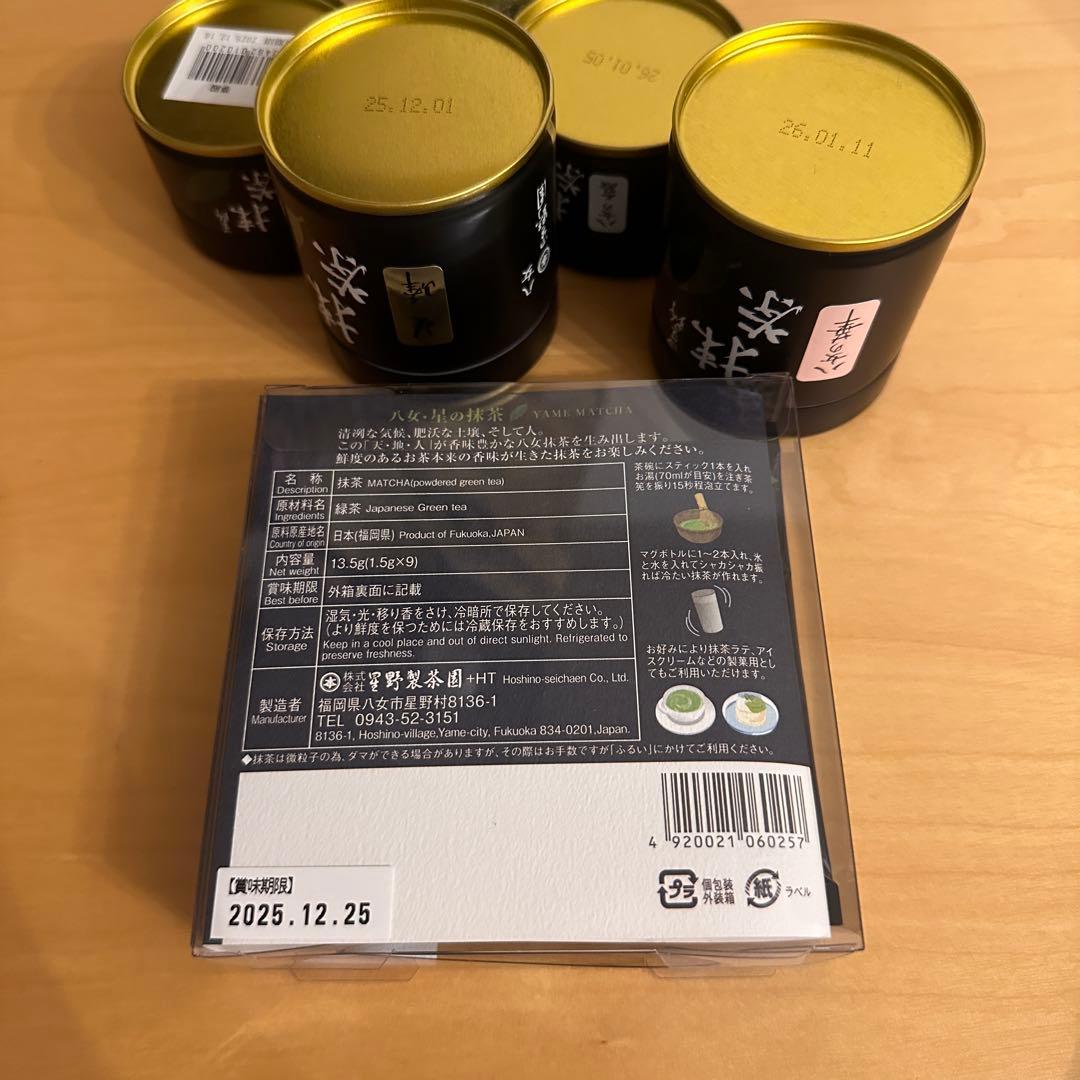 2025.12.16
25.12.01
26.01.05
26.01.11
抹茶
抹茶
抹茶
八女の華
八女・星の抹茶 YAME MATCHA
清冽な気候、肥沃な土壌、そして人。
この「天・地・人」が香味豊かな八女抹茶を生み出します。
鮮度のあるお茶本来の香味が生きた抹茶をお楽しみください。
名 称 Description 抹茶 MATCHA(powdered green tea)
原材料名 Ingredients 緑茶 Japanese Green tea
原料原産地名 Country of origin 日本(福岡県) Product of Fukuoka,JAPAN
内容量 Net weight 13.5g(1.5g×9)
賞味期限 Best before 外箱裏面に記載
保存方法 Storage
湿気・光・移り香をさけ、冷暗所で保存してください。
(より鮮度を保つためには冷蔵保存をおすすめします。)
Keep in a cool place and out of direct sunlight. Refrigerated to
preserve freshness.
製造者 Manufacturer
株式会社 星野製茶園+HT Hoshino-seichaen Co., Ltd.
福岡県八女市星野村8136-1
TEL 0943-52-3151
8136-1, Hoshino-village,Yame-city, Fukuoka 834-0201,Japan.
◆抹茶は微粒子の為、ダマができる場合がありますが、その際はお手数ですが「ふるい」にかけてご利用ください。
茶碗にスティック1本を入れ
お湯(70mlが目安)を注ぎ茶
筅を振り15秒程泡立てます。
マグボトルに1〜2本入れ、氷
と水を入れてシャカシャカ振
れば冷たい抹茶が作れます。
お好みにより抹茶ラテ、アイ
スクリームなどの製菓用とし
てもご利用いただけます。
4 920021 060257
プラ 個包装
外装箱
紙 ラベル
【賞味期限】
2025.12.25